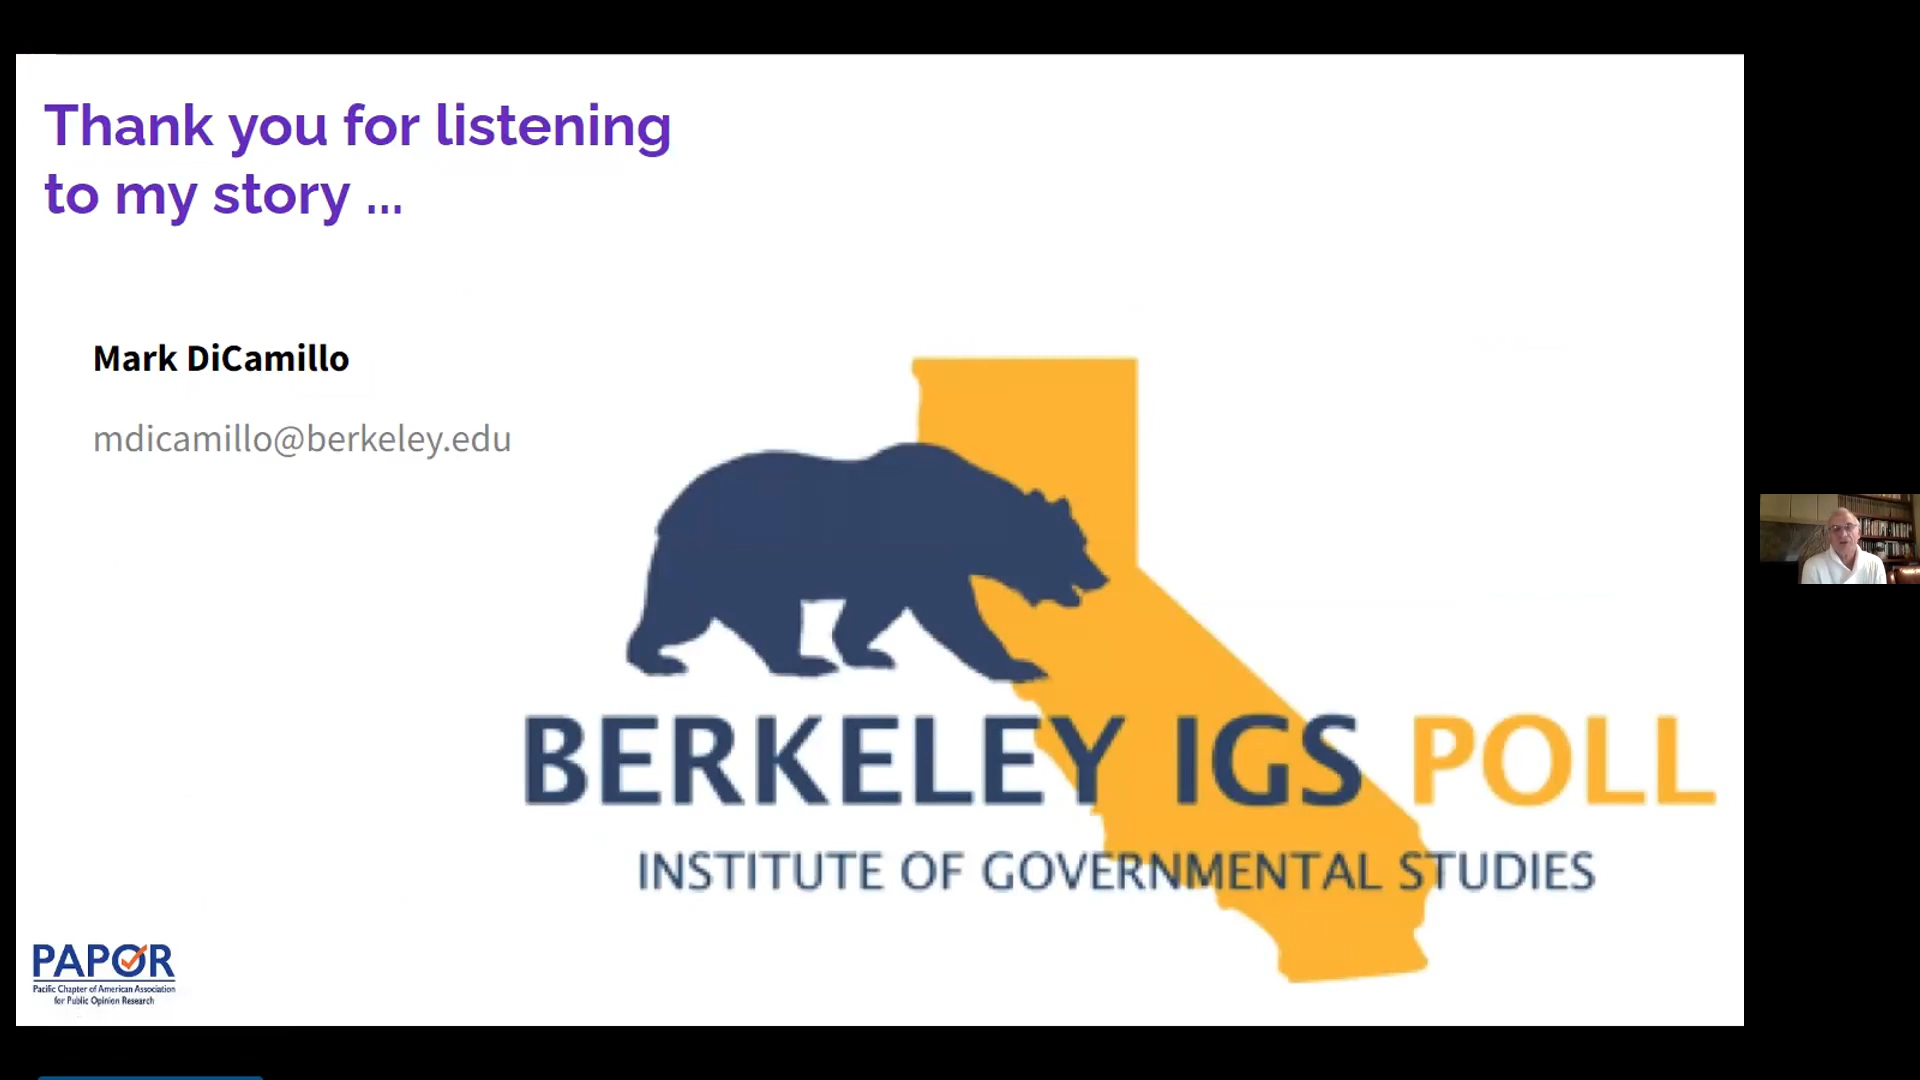 Thank you for listening
to my story ...
Mark DiCamillo
mdicamillo@berkeley.edu
BERKELEY IGS POLL
INSTITUTE OF GOVERNMENTAL STUDIES
PAPOR
Pacific Chapter of American Association
for Public Opinion Research